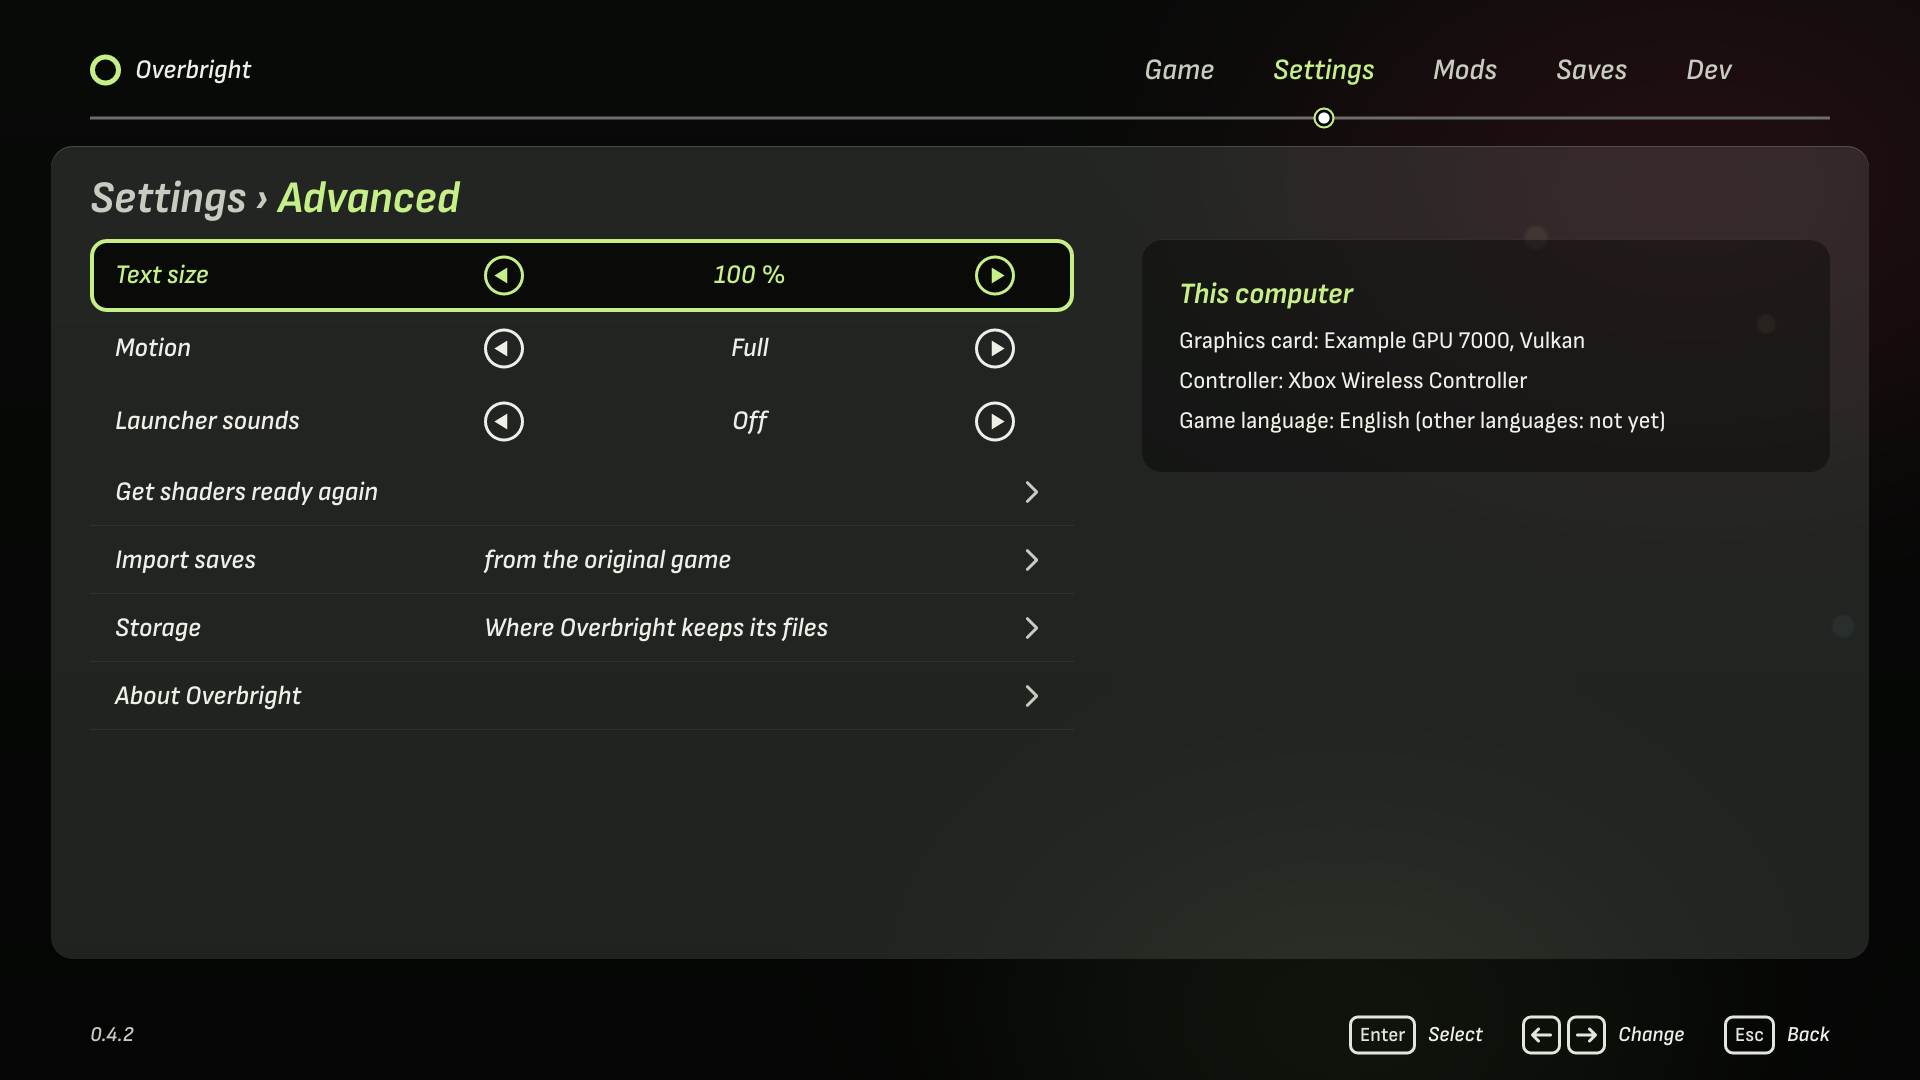 Overbright
Game Settings Mods Saves Dev
Settings › Advanced
Text size 100 %
Motion Full
Launcher sounds Off
Get shaders ready again
Import saves from the original game
Storage Where Overbright keeps its files
About Overbright
This computer
Graphics card: Example GPU 7000, Vulkan
Controller: Xbox Wireless Controller
Game language: English (other languages: not yet)
0.4.2
Enter Select ← → Change Esc Back